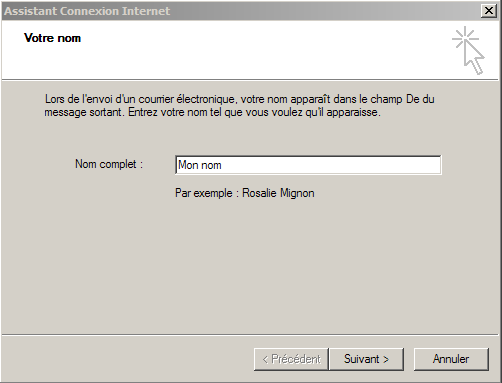 Assistant Connexion Internet
Votre nom
Lors de l'envoi d'un courrier électronique, votre nom apparaît dans le champ De du
message sortant. Entrez votre nom tel que vous voulez qu'il apparaisse.
Nom complet : Mon nom
Par exemple : Rosalie Mignon
< Précédent Suivant > Annuler